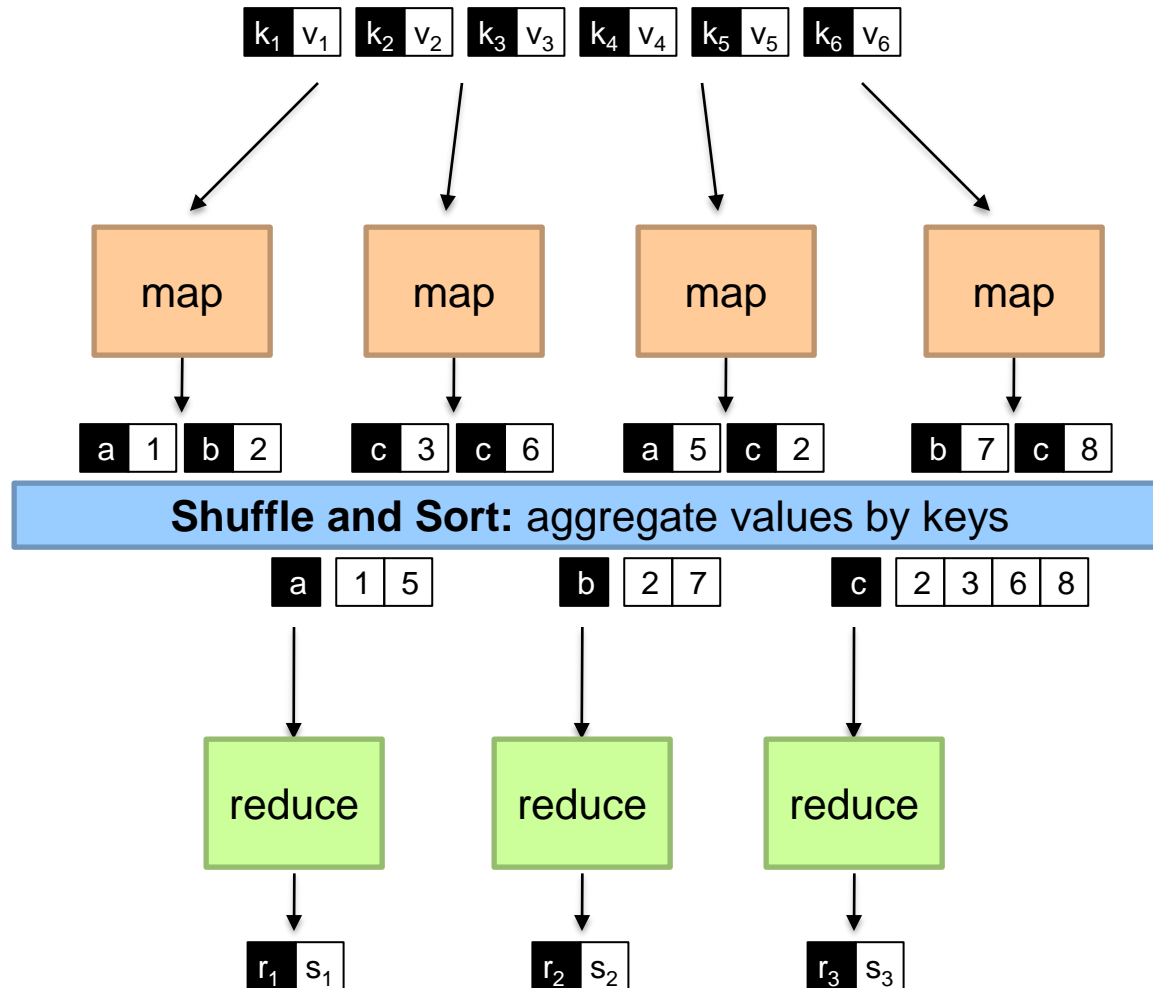 k₁ v₁ k₂ v₂ k₃ v₃ k₄ v₄ k₅ v₅ k₆ v₆
map map map map
a 1 b 2 c 3 c 6 a 5 c 2 b 7 c 8
Shuffle and Sort: aggregate values by keys
a 1 5 b 2 7 c 2 3 6 8
reduce reduce reduce
r₁ s₁ r₂ s₂ r₃ s₃